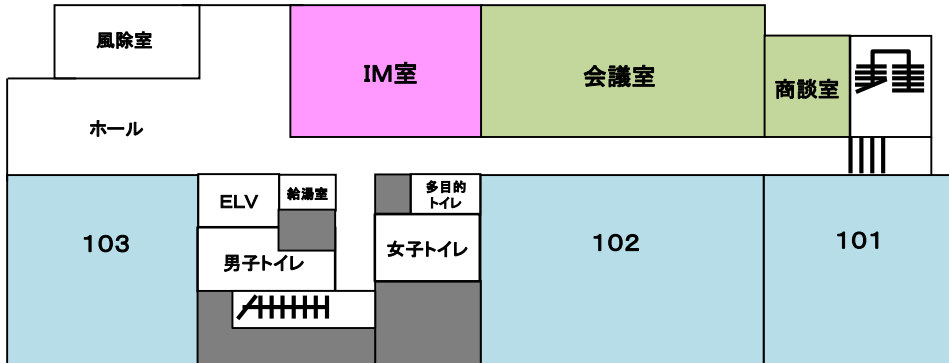 風除室
IM室
会議室
商談室
ホール
ELV
給湯室
多目的
トイレ
103
男子トイレ
女子トイレ
102
101